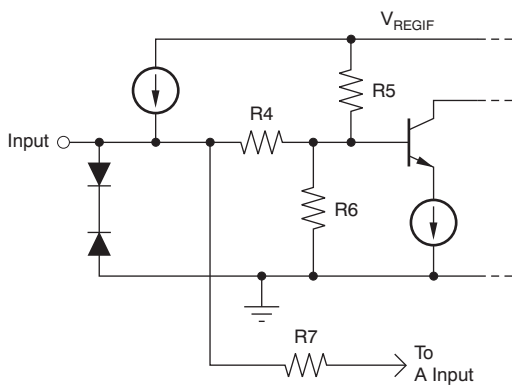 V_REGIF
R5
R4
Input
R6
R7
To
A Input